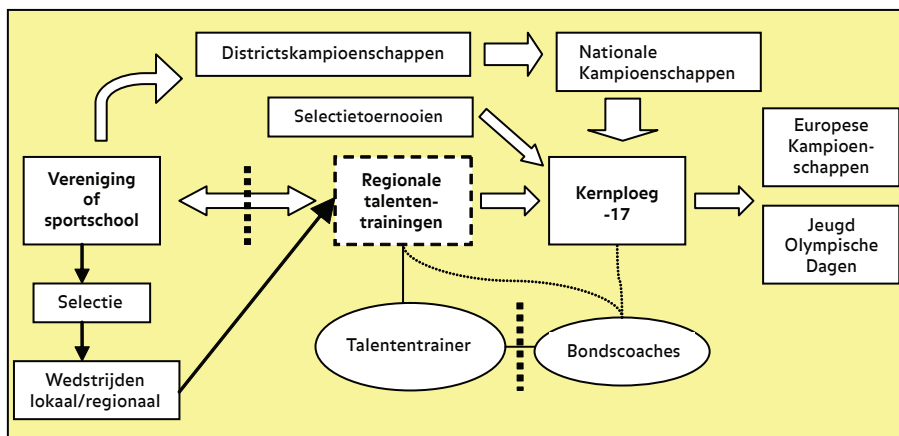 Districtskampioenschappen
Nationale
Kampioenschappen
Selectietoernooien
Europese
Kampioen-
schappen
Vereniging
of
sportschool
Regionale
talenten-
trainingen
Kernploeg
-17
Jeugd
Olympische
Dagen
Selectie
Talententrainer
Bondscoaches
Wedstrijden
lokaal/regionaal